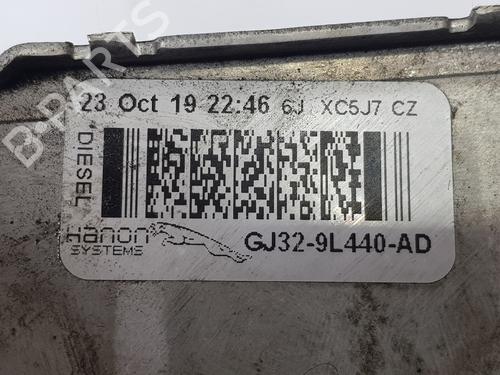 23 Oct 19 22:46 6J XC5J7 CZ
DIESEL
Hanon
SYSTEMS
GJ32-9L440-AD
B-PARTS